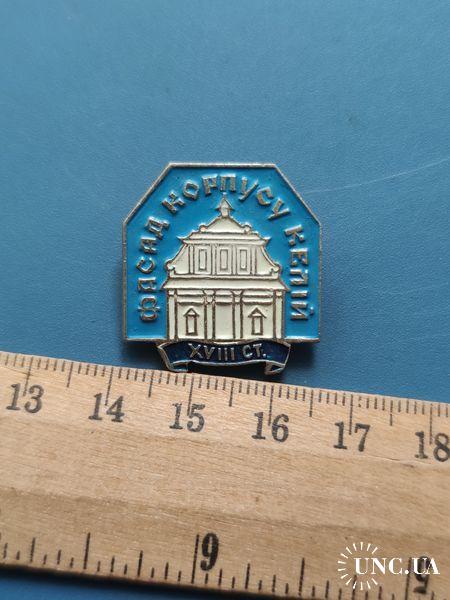 ФАСАД КОРПУСУ КЕЛІЙ
XVIII СТ.
13 14 15 16 17 18
9
UNC.UA